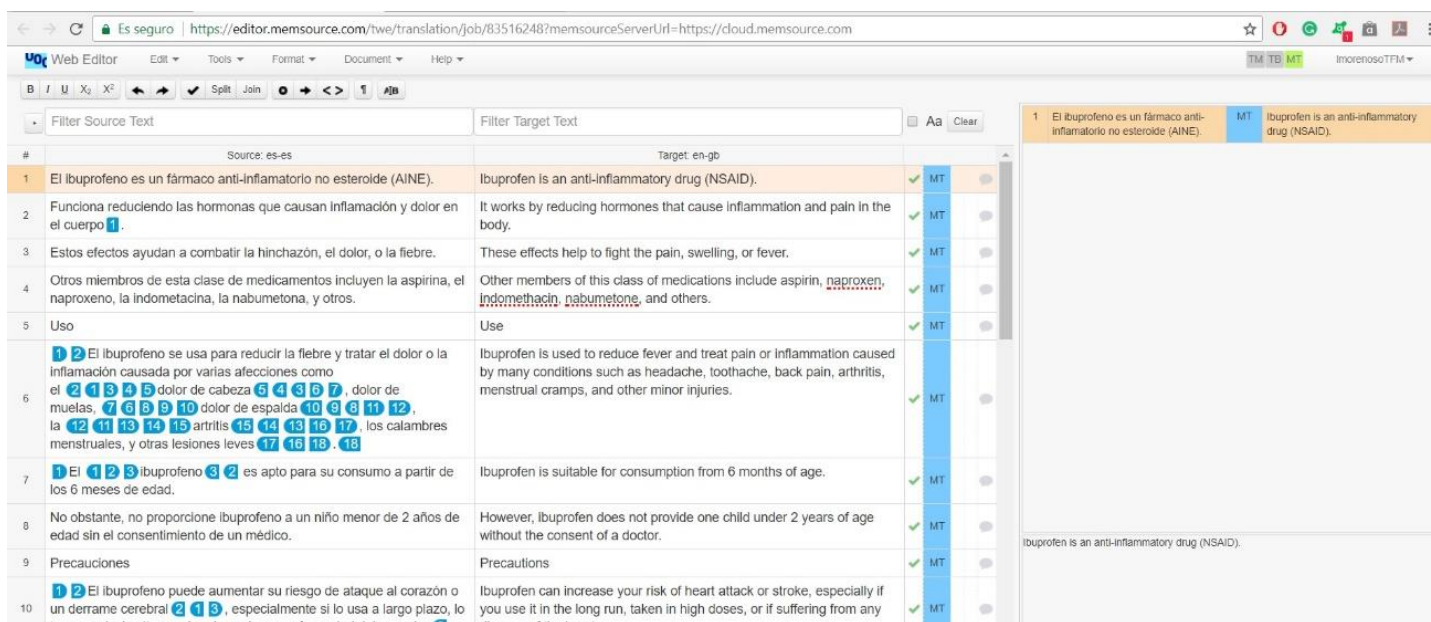 Es seguro | https://editor.memsource.com/twe/translation/job/83516248?memsourceServerUrl=https://cloud.memsource.com
UOC Web Editor Edit Tools Format Document Help TM TB MT lmorenosoTFM
B I U X₂ X² Split Join < > ¶ A|B
Filter Source Text Filter Target Text Aa Clear
# Source: es-es Target: en-gb
1 El ibuprofeno es un fármaco anti-inflamatorio no esteroide (AINE). Ibuprofen is an anti-inflammatory drug (NSAID). MT
2 Funciona reduciendo las hormonas que causan inflamación y dolor en It works by reducing hormones that cause inflammation and pain in the MT
el cuerpo 1 . body.
3 Estos efectos ayudan a combatir la hinchazón, el dolor, o la fiebre. These effects help to fight the pain, swelling, or fever. MT
4 Otros miembros de esta clase de medicamentos incluyen la aspirina, el Other members of this class of medications include aspirin, naproxen, MT
naproxeno, la indometacina, la nabumetona, y otros. indomethacin, nabumetone, and others.
5 Uso Use MT
6 1 2 El ibuprofeno se usa para reducir la fiebre y tratar el dolor o la Ibuprofen is used to reduce fever and treat pain or inflammation caused MT
inflamación causada por varias afecciones como by many conditions such as headache, toothache, back pain, arthritis,
el 2 1 3 4 5 dolor de cabeza 5 4 3 6 7 , dolor de menstrual cramps, and other minor injuries.
muelas, 7 6 8 9 10 dolor de espalda 10 9 8 11 12 ,
la 12 11 13 14 15 artritis 15 14 13 16 17 , los calambres
menstruales, y otras lesiones leves 17 16 18 . 18
7 1 El 1 2 3 ibuprofeno 3 2 es apto para su consumo a partir de Ibuprofen is suitable for consumption from 6 months of age. MT
los 6 meses de edad.
8 No obstante, no proporcione ibuprofeno a un niño menor de 2 años de However, ibuprofen does not provide one child under 2 years of age MT
edad sin el consentimiento de un médico. without the consent of a doctor.
9 Precauciones Precautions MT
10 1 2 El ibuprofeno puede aumentar su riesgo de ataque al corazón o Ibuprofen can increase your risk of heart attack or stroke, especially if MT
un derrame cerebral 2 1 3 , especialmente si lo usa a largo plazo, lo you use it in the long run, taken in high doses, or if suffering from any
1 El ibuprofeno es un fármaco anti- MT Ibuprofen is an anti-inflammatory
inflamatorio no esteroide (AINE). drug (NSAID).
Ibuprofen is an anti-inflammatory drug (NSAID).